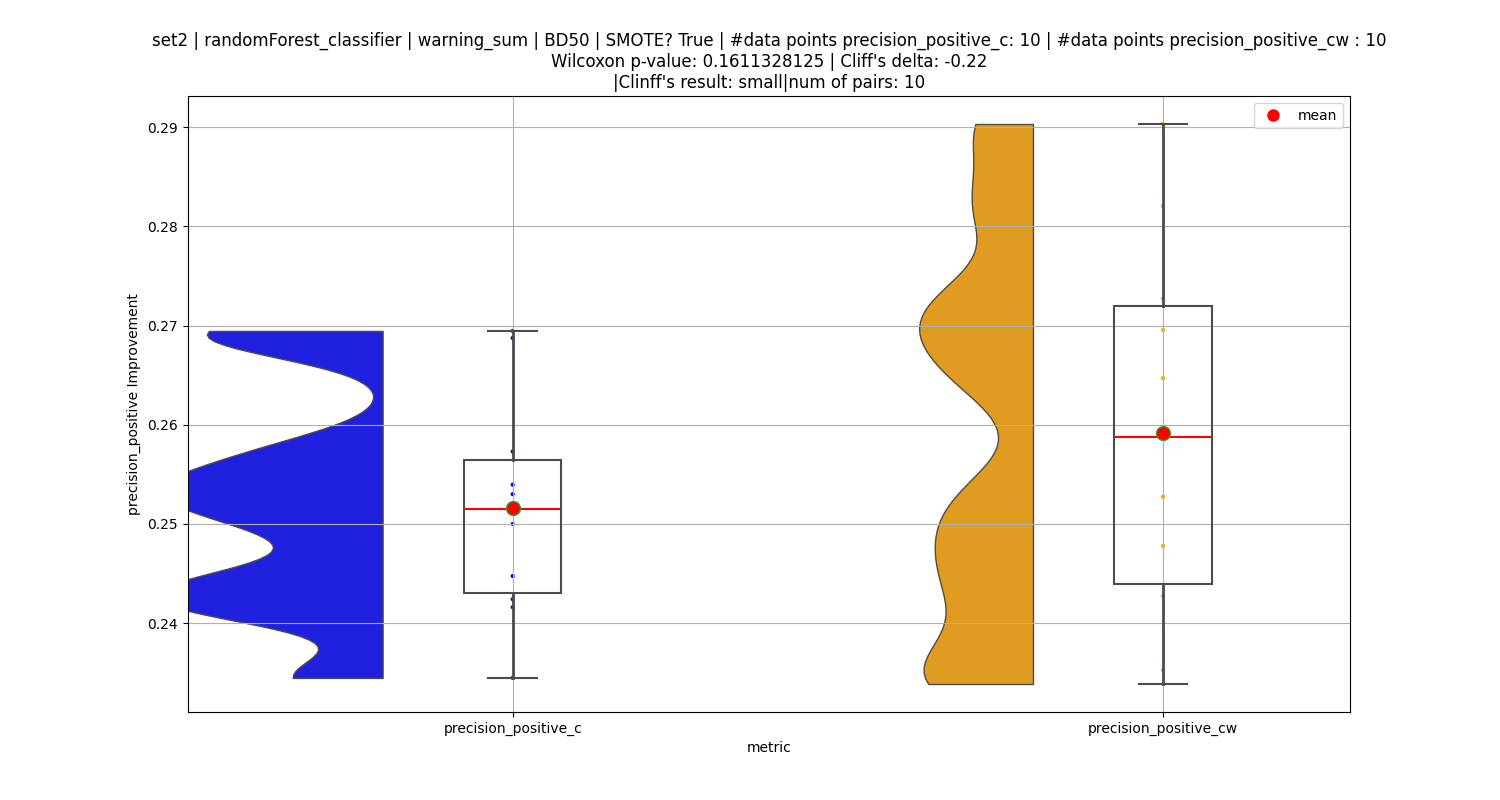 set2 | randomForest_classifier | warning_sum | BD50 | SMOTE? True | #data points precision_positive_c: 10 | #data points precision_positive_cw : 10
Wilcoxon p-value: 0.1611328125 | Cliff's delta: -0.22
|Clinff's result: small|num of pairs: 10
mean
0.29
0.28
0.27
0.26
0.25
0.24
precision_positive Improvement
precision_positive_c
precision_positive_cw
metric